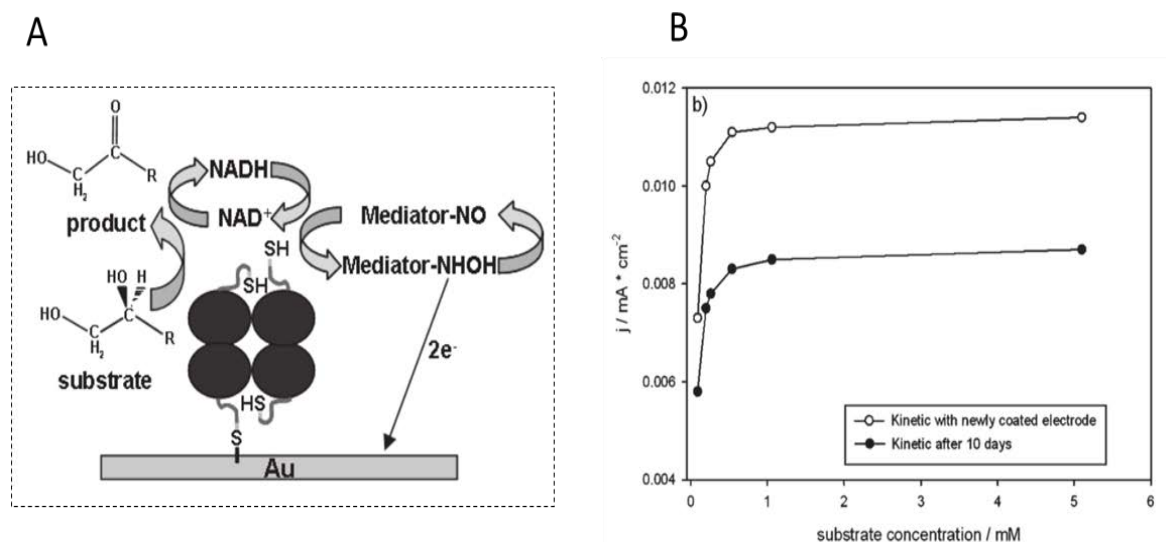 A
O
HO
C
C
H₂
R
product
NADH
NAD⁺
Mediator-NO
Mediator-NHOH
SH
SH
HO
H
HO
C
C
H₂
R
substrate
2e⁻
HS
S
Au
B
b)
0.012
0.010
0.008
0.006
0.004
j / mA * cm⁻²
Kinetic with newly coated electrode
Kinetic after 10 days
0 1 2 3 4 5 6
substrate concentration / mM